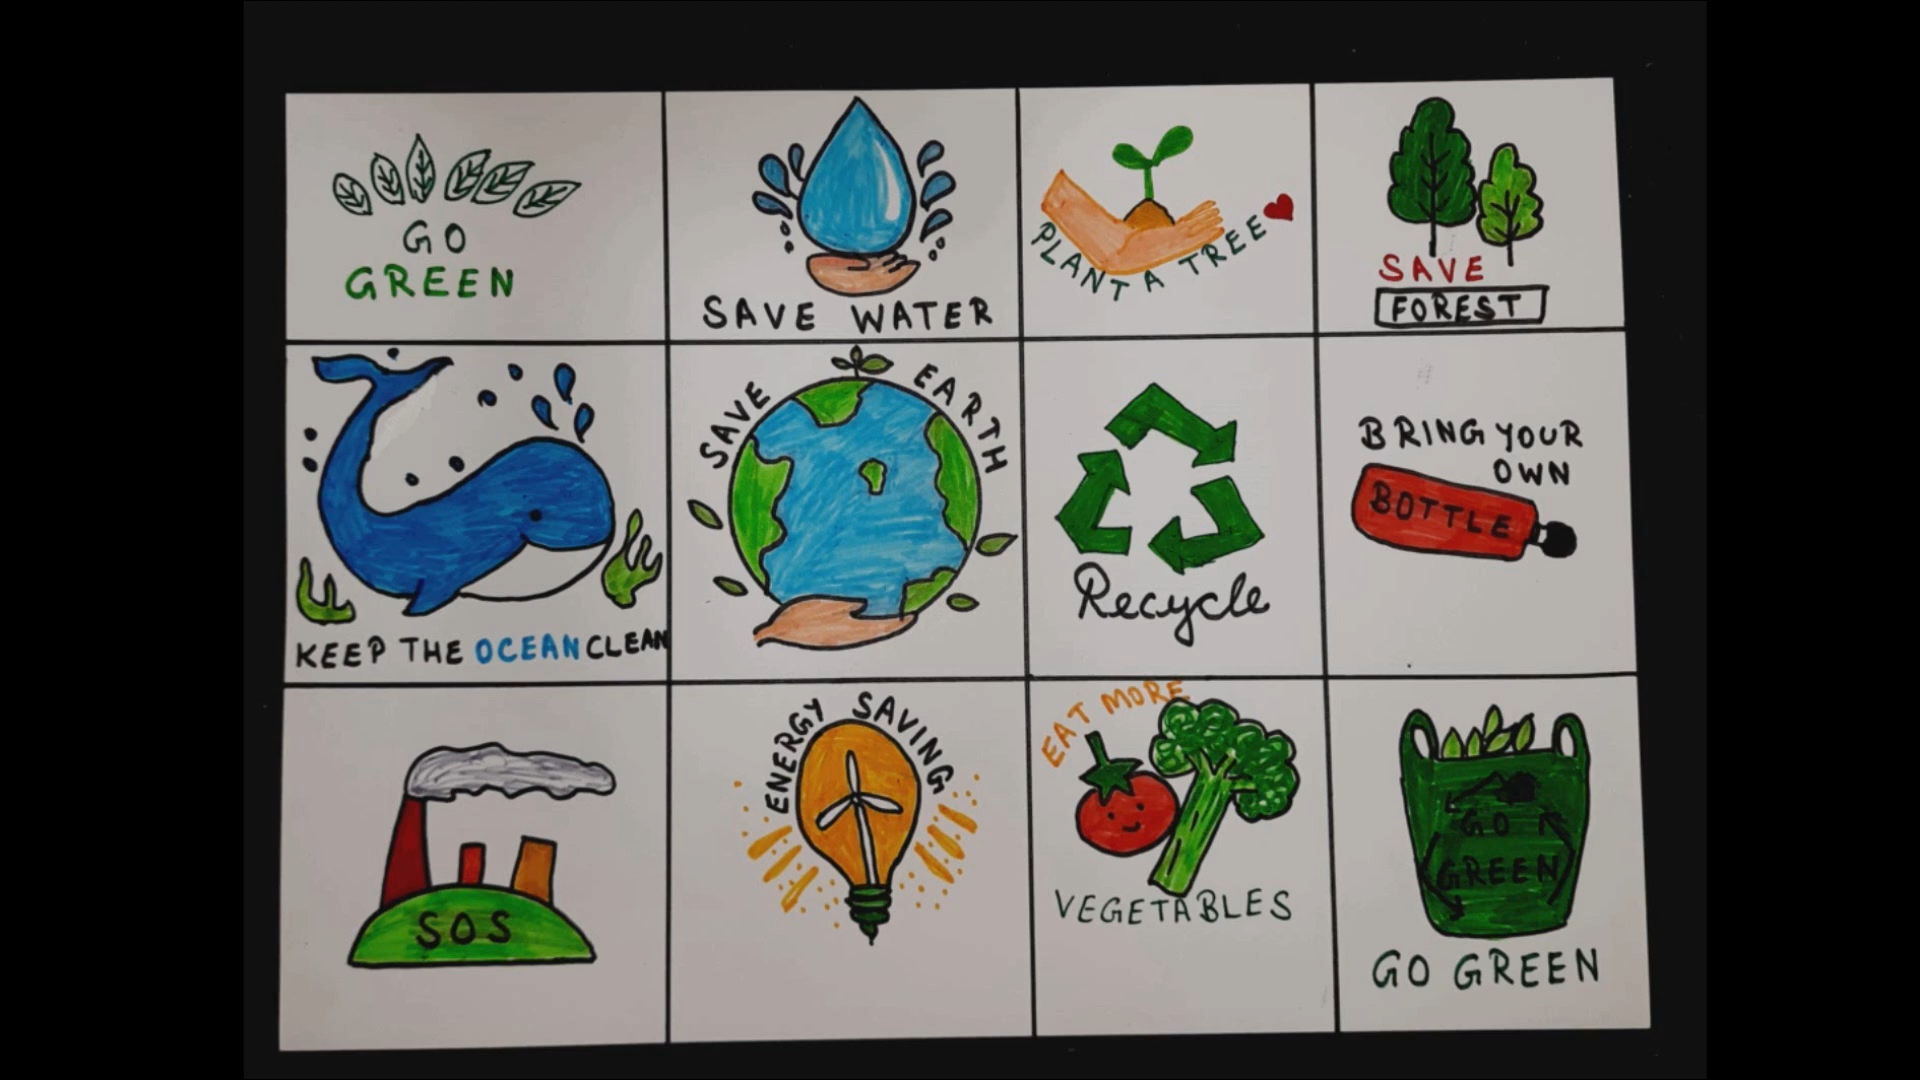 GO
GREEN
SAVE WATER
PLANT A TREE
SAVE
FOREST
KEEP THE OCEAN CLEAN
SAVE EARTH
Recycle
BRING YOUR
OWN
BOTTLE
SOS
ENERGY SAVING
EAT MORE
VEGETABLES
GO
GREEN
GO GREEN